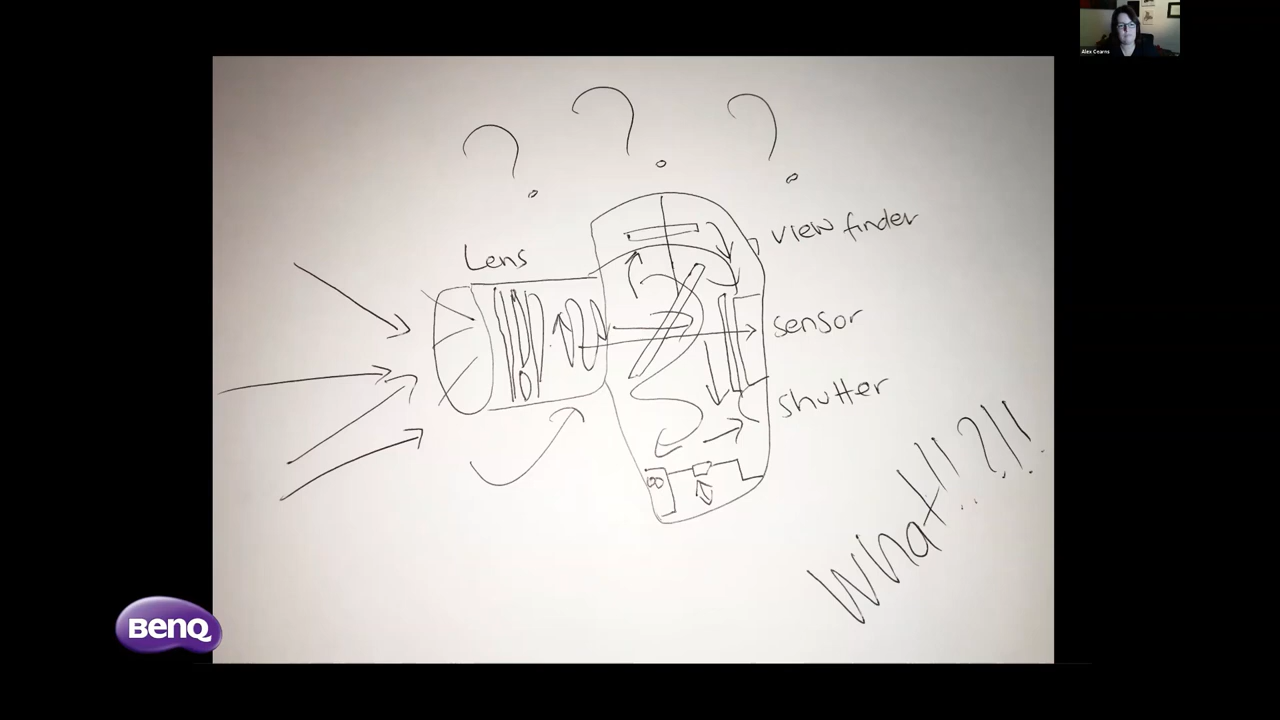 Alex Cearns
? ? ?
Lens
view finder
sensor
shutter
What!!?!!
BenQ